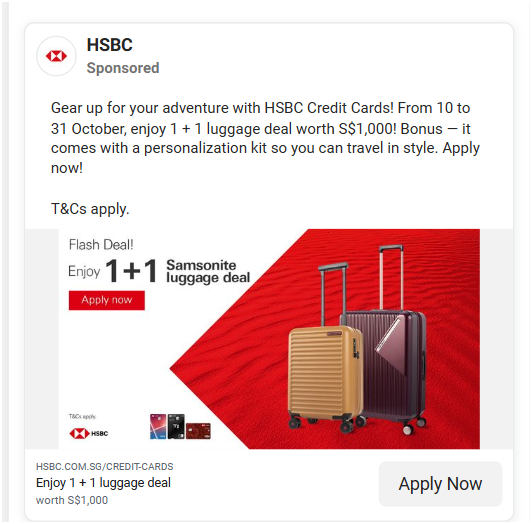 HSBC
Sponsored
Gear up for your adventure with HSBC Credit Cards! From 10 to
31 October, enjoy 1 + 1 luggage deal worth S$1,000! Bonus — it
comes with a personalization kit so you can travel in style. Apply
now!
T&Cs apply.
Flash Deal!
Enjoy 1+1 Samsonite
luggage deal
Apply now
T&Cs apply.
HSBC
HSBC.COM.SG/CREDIT-CARDS
Enjoy 1 + 1 luggage deal
worth S$1,000
Apply Now